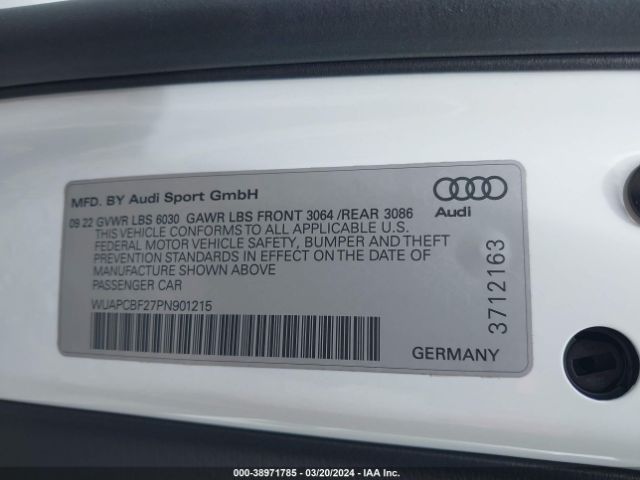 MFD. BY Audi Sport GmbH
09 22 GVWR LBS 6030 GAWR LBS FRONT 3064 /REAR 3086
THIS VEHICLE CONFORMS TO ALL APPLICABLE U.S.
FEDERAL MOTOR VEHICLE SAFETY, BUMPER AND THEFT
PREVENTION STANDARDS IN EFFECT ON THE DATE OF
MANUFACTURE SHOWN ABOVE
PASSENGER CAR
WUAPCBF27PN901215
Audi
3712163
GERMANY
000-38971785 — 03/20/2024 — IAA Inc.